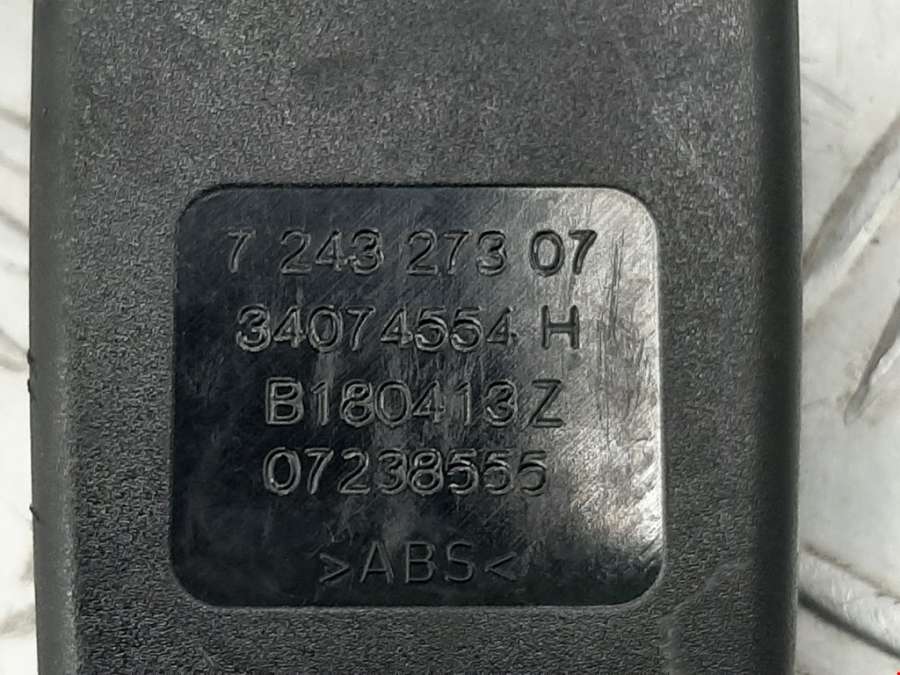 7 243 273 07
34074554 H
B180413Z
07238555
>ABS<